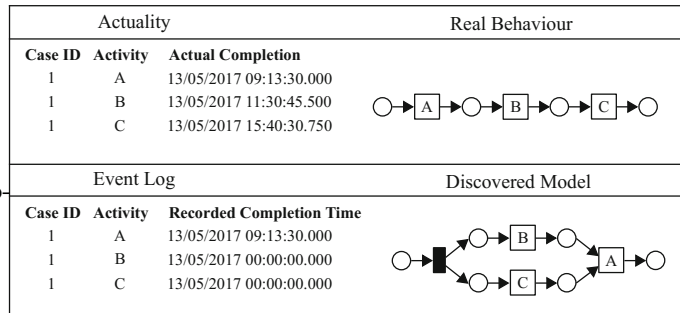 Actuality
Real Behaviour
Case ID Activity Actual Completion
1 A 13/05/2017 09:13:30.000
1 B 13/05/2017 11:30:45.500
1 C 13/05/2017 15:40:30.750
A B C
Event Log
Discovered Model
Case ID Activity Recorded Completion Time
1 A 13/05/2017 09:13:30.000
1 B 13/05/2017 00:00:00.000
1 C 13/05/2017 00:00:00.000
B
A
C